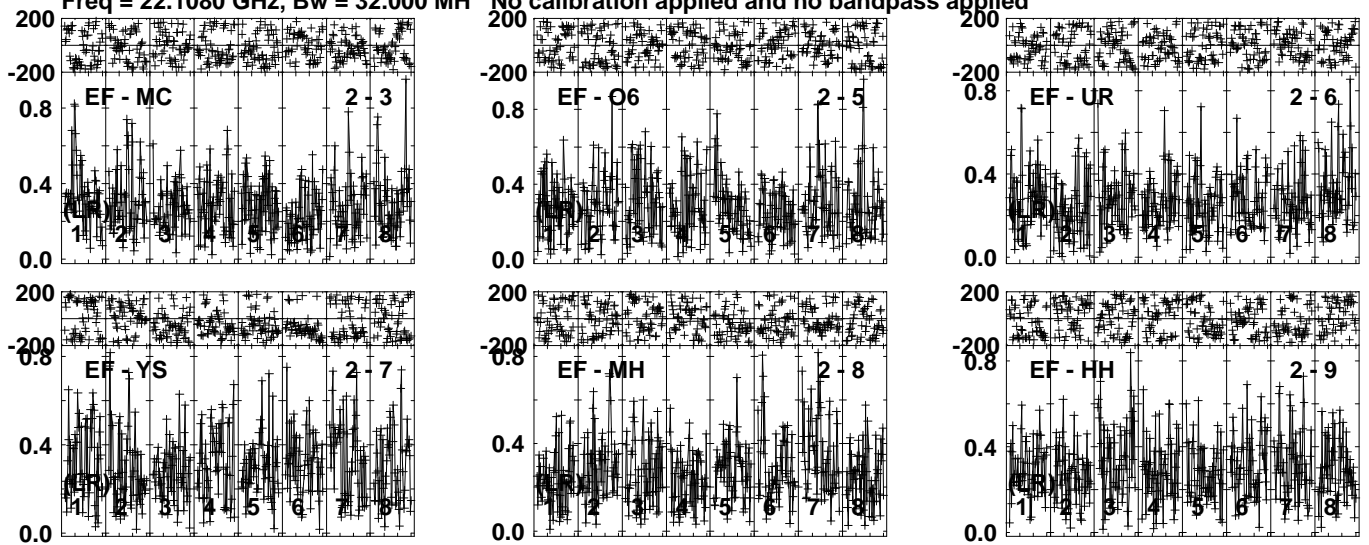 Freq = 22.1080 GHz, Bw = 32.000 MH No calibration applied and no bandpass applied
200
-200
EF - MC 2 - 3
0.8
0.4
(LR)
1 2 3 4 5 6 7 8
0.0
200
-200
EF - O6 2 - 5
0.8
0.4
(LR)
1 2 3 4 5 6 7 8
0.0
200
-200
EF - UR 2 - 6
0.8
0.4
(LR)
1 2 3 4 5 6 7 8
0.0
200
-200
0.8
EF - YS 2 - 7
0.4
(LR)
1 2 3 4 5 6 7 8
0.0
200
-200
0.8
EF - MH 2 - 8
0.4
(LR)
1 2 3 4 5 6 7 8
0.0
200
-200
0.8
EF - HH 2 - 9
0.4
(LR)
1 2 3 4 5 6 7 8
0.0